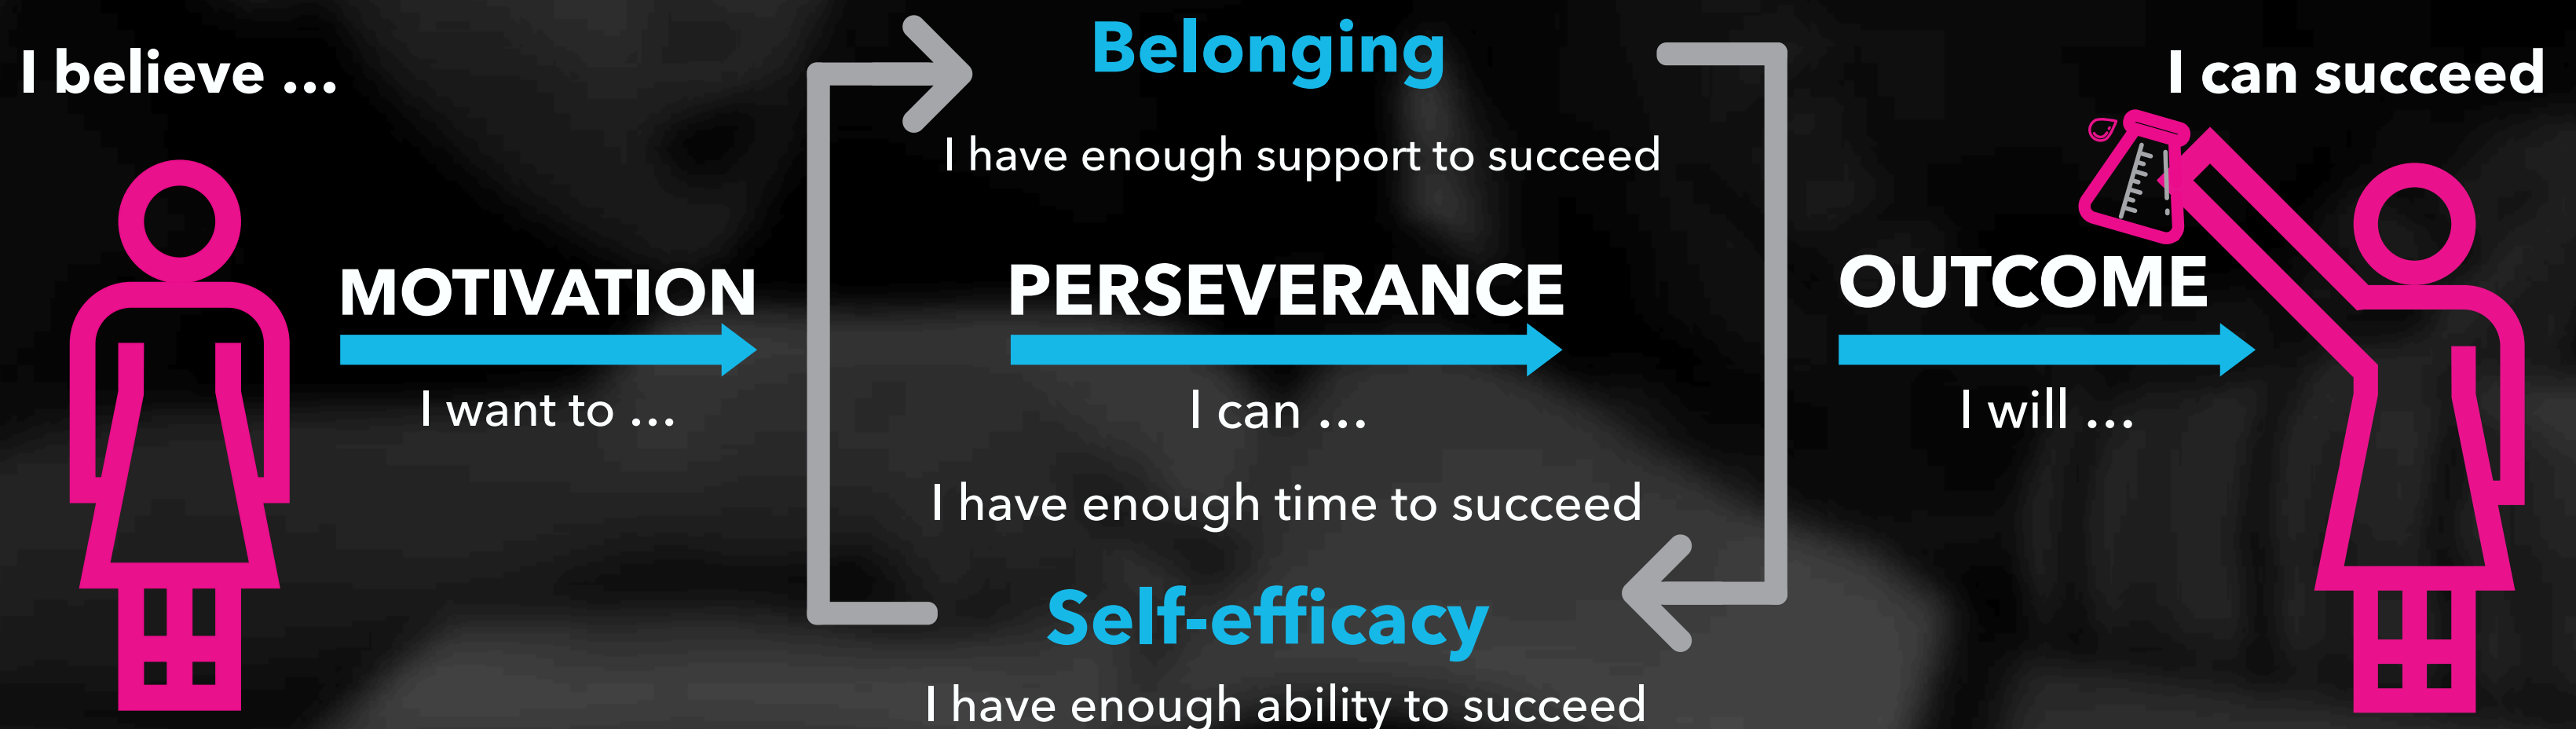 I believe ...
MOTIVATION
I want to ...
Belonging
I have enough support to succeed
PERSEVERANCE
I can ...
I have enough time to succeed
Self-efficacy
I have enough ability to succeed
OUTCOME
I will ...
I can succeed